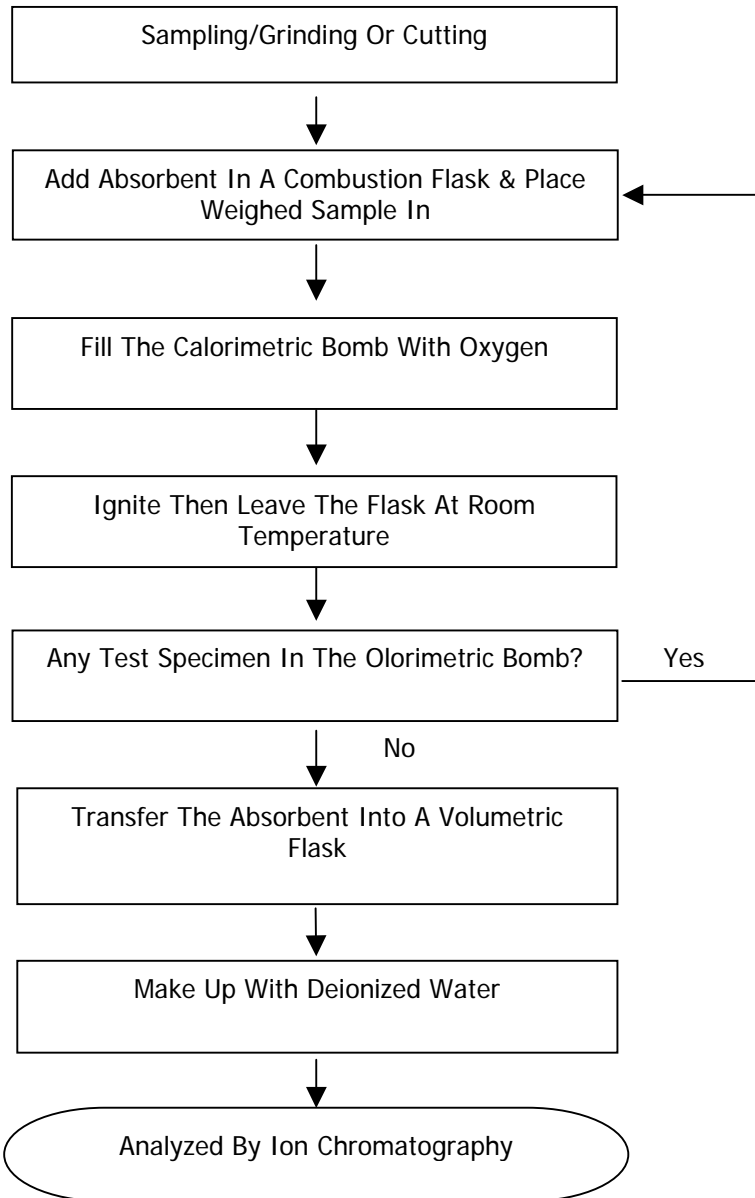 Sampling/Grinding Or Cutting
Add Absorbent In A Combustion Flask & Place
Weighed Sample In
Fill The Calorimetric Bomb With Oxygen
Ignite Then Leave The Flask At Room
Temperature
Any Test Specimen In The Olorimetric Bomb?
Yes
No
Transfer The Absorbent Into A Volumetric
Flask
Make Up With Deionized Water
Analyzed By Ion Chromatography